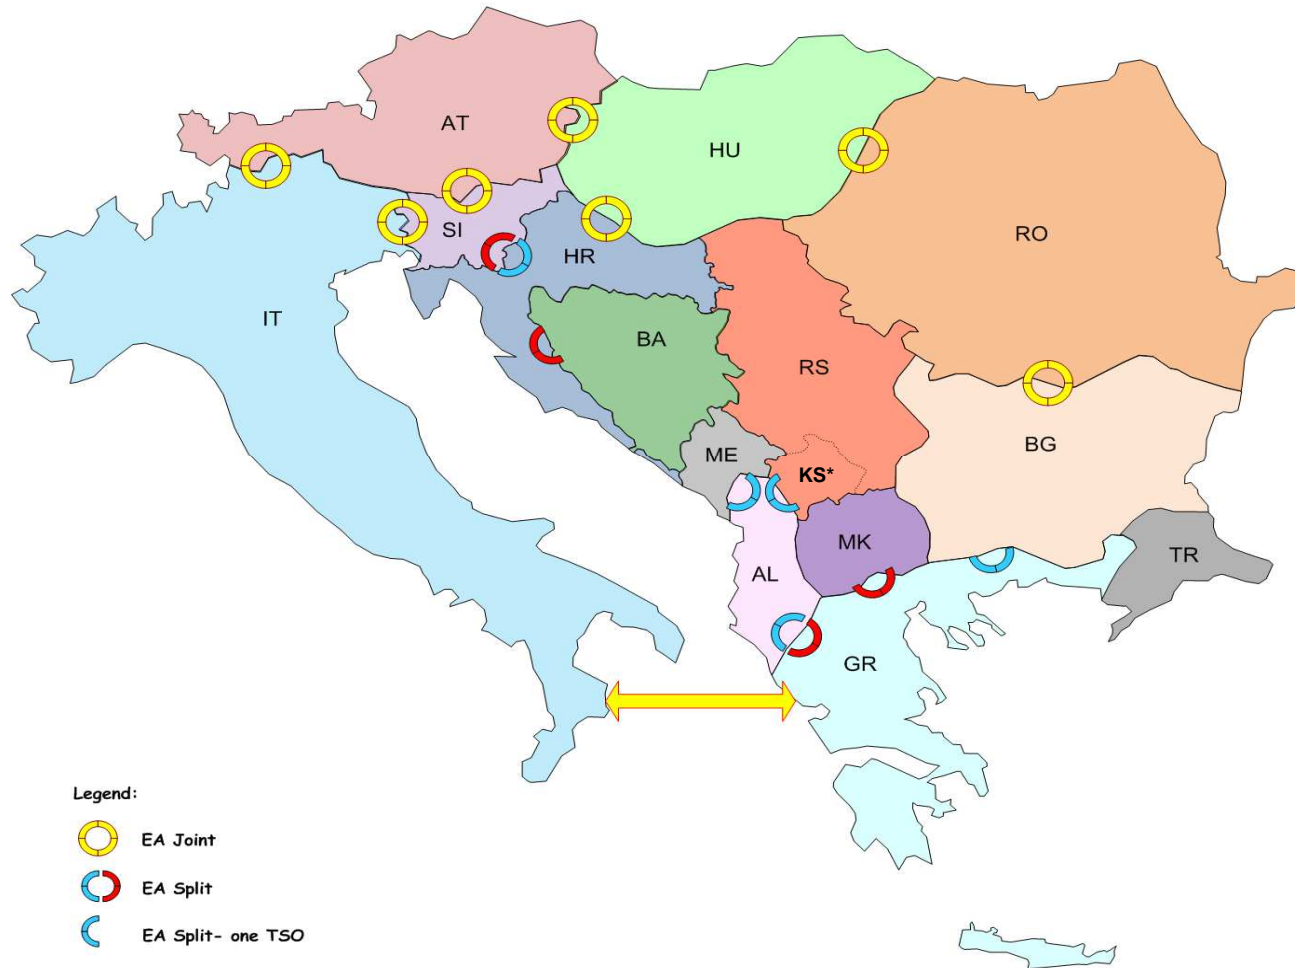 AT
HU
SI
HR
RO
IT
BA
RS
ME
KS*
BG
MK
TR
AL
GR
Legend:
EA Joint
EA Split
EA Split- one TSO